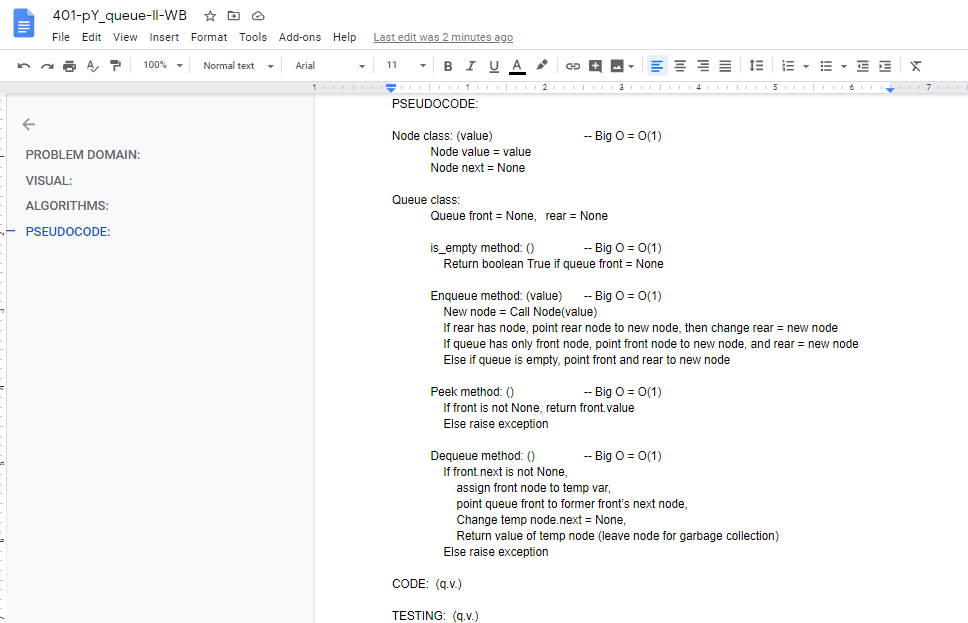 401-pY_queue-II-WB
File Edit View Insert Format Tools Add-ons Help Last edit was 2 minutes ago
100% Normal text Arial 11 B I U A
1 1 2 3 4 5 6 7
PROBLEM DOMAIN:
VISUAL:
ALGORITHMS:
PSEUDOCODE:
PSEUDOCODE:
Node class: (value) -- Big O = O(1)
Node value = value
Node next = None
Queue class:
Queue front = None, rear = None
is_empty method: () -- Big O = O(1)
Return boolean True if queue front = None
Enqueue method: (value) -- Big O = O(1)
New node = Call Node(value)
If rear has node, point rear node to new node, then change rear = new node
If queue has only front node, point front node to new node, and rear = new node
Else if queue is empty, point front and rear to new node
Peek method: () -- Big O = O(1)
If front is not None, return front.value
Else raise exception
Dequeue method: () -- Big O = O(1)
If front.next is not None,
assign front node to temp var,
point queue front to former front's next node,
Change temp node.next = None,
Return value of temp node (leave node for garbage collection)
Else raise exception
CODE: (q.v.)
TESTING: (q.v.)